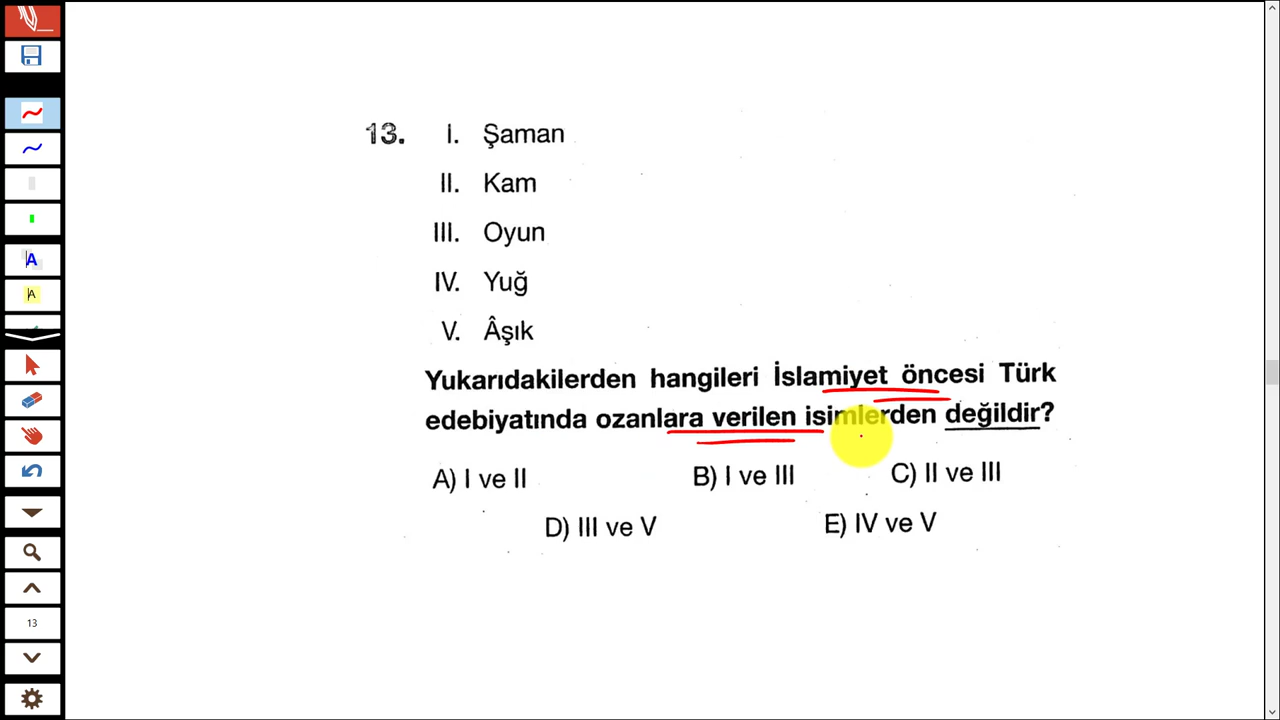 13. I. Şaman
II. Kam
III. Oyun
IV. Yuğ
V. Âşık
Yukarıdakilerden hangileri İslamiyet öncesi Türk
edebiyatında ozanlara verilen isimlerden değildir?
A) I ve II B) I ve III C) II ve III
D) III ve V E) IV ve V
A
A
13